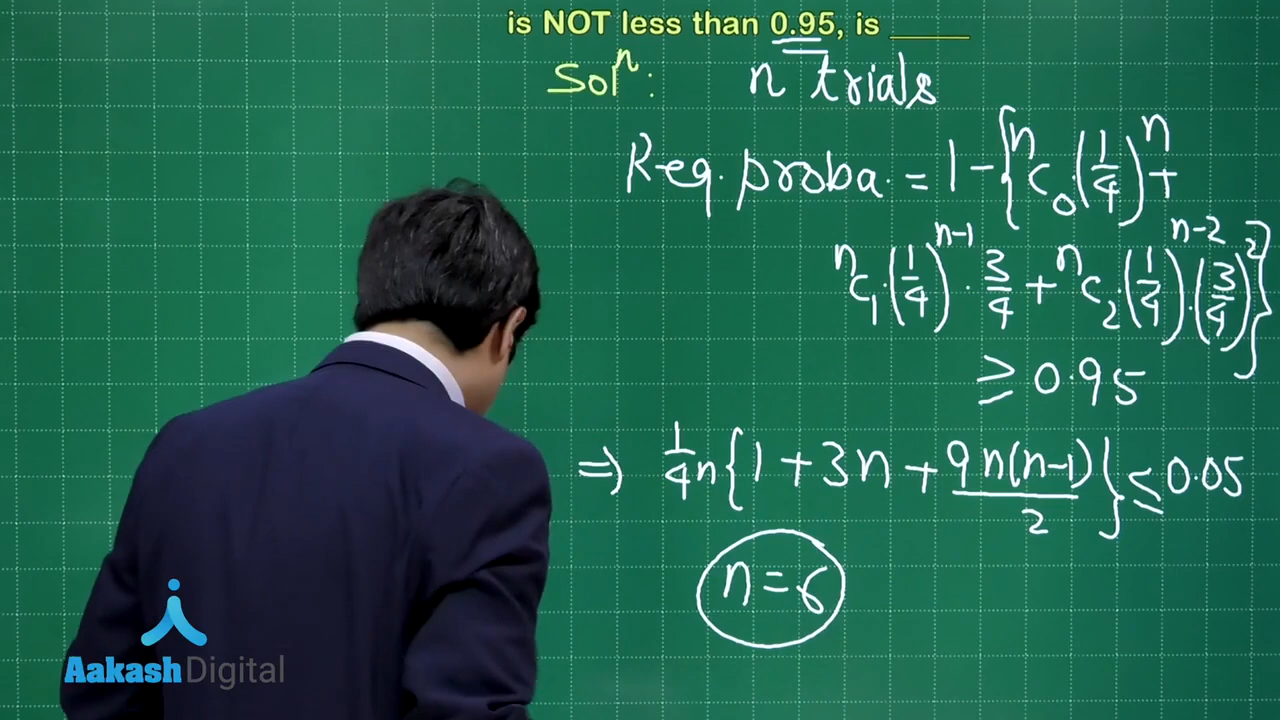 is NOT less than 0.95, is _____
Solⁿ: n trials
Req. proba. = 1 - {ⁿC₀(1/4)ⁿ +
ⁿC₁·(1/4)ⁿ⁻¹ · 3/4 + ⁿC₂·(1/4)ⁿ⁻²·(3/4)²}
≥ 0.95
⇒ 1/4ⁿ {1 + 3n + 9n(n-1)/2} ≤ 0.05
n = 6
Aakash Digital